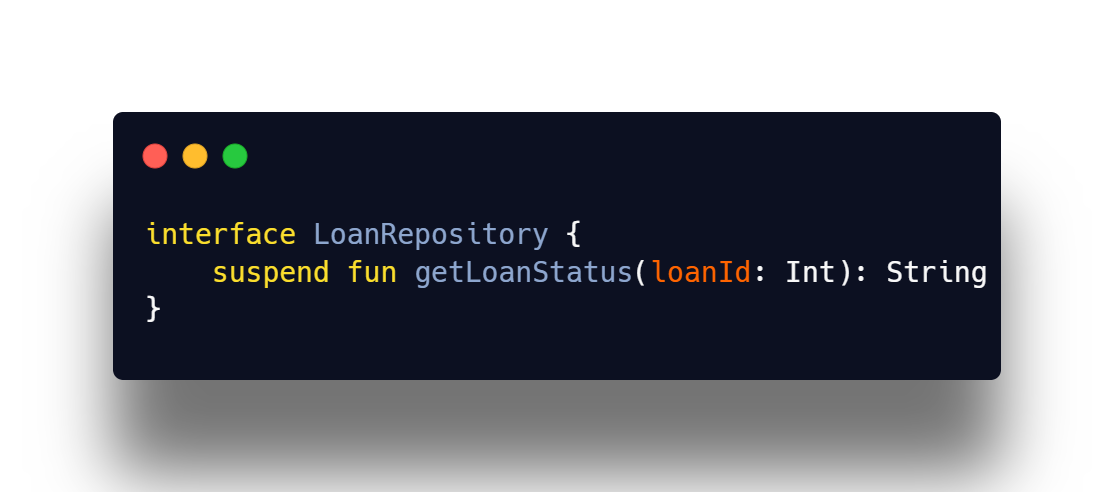 interface LoanRepository {
    suspend fun getLoanStatus(loanId: Int): String
}